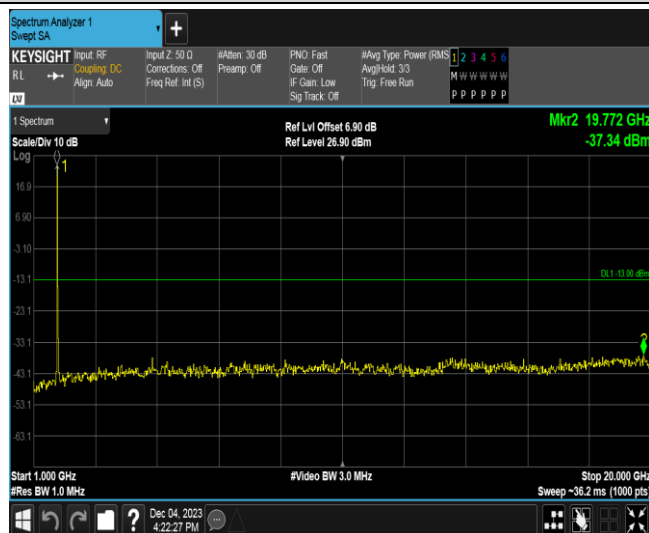 Spectrum Analyzer 1
Swept SA
+
KEYSIGHT
RL
LXI
Input: RF
Coupling: DC
Align: Auto
Input Z: 50 Ω
Corrections: Off
Freq Ref: Int (S)
#Atten: 30 dB
Preamp: Off
PNO: Fast
Gate: Off
IF Gain: Low
Sig Track: Off
#Avg Type: Power (RMS
Avg|Hold: 3/3
Trig: Free Run
1 2 3 4 5 6
M W W W W W
P P P P P P
1 Spectrum
Scale/Div 10 dB
Log
Ref Lvl Offset 6.90 dB
Ref Level 26.90 dBm
Mkr2 19.772 GHz
-37.34 dBm
1
16.9
6.90
-3.10
-13.1
DL1 -13.00 dBm
-23.1
-33.1
2
-43.1
-53.1
-63.1
Start 1.000 GHz
#Res BW 1.0 MHz
#Video BW 3.0 MHz
Stop 20.000 GHz
Sweep ~36.2 ms (1000 pts)
?
Dec 04, 2023
4:22:27 PM